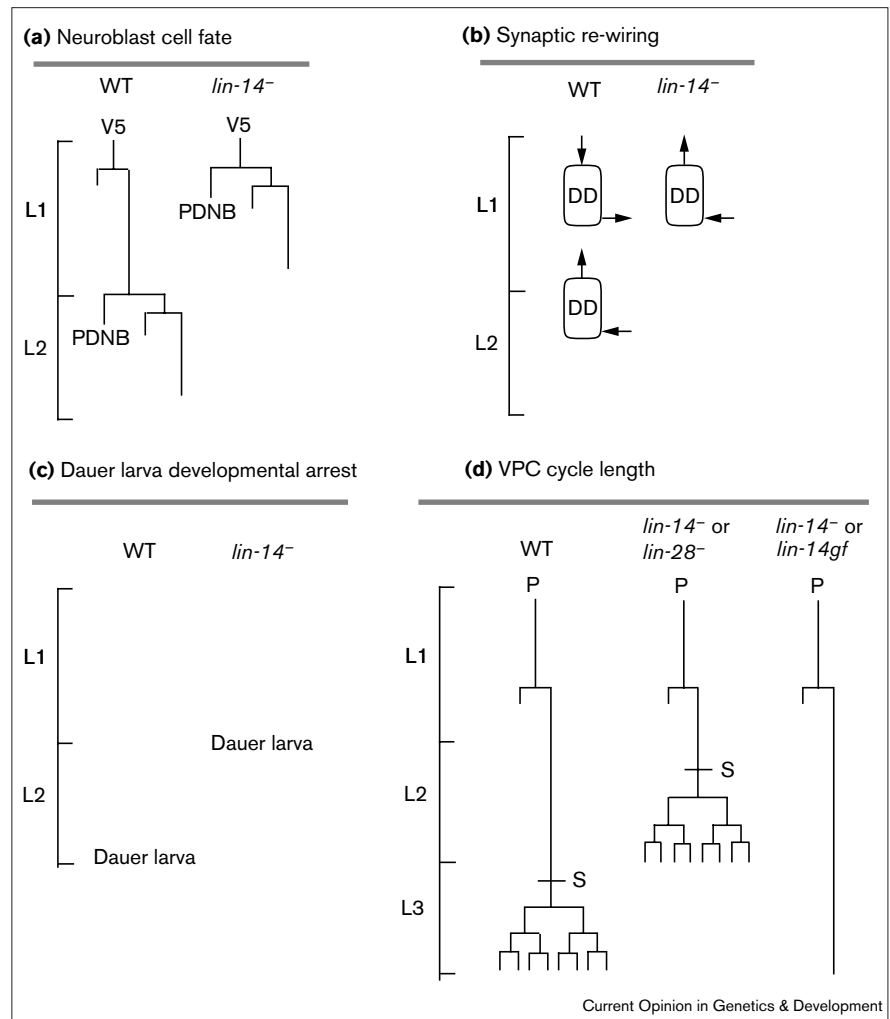 (a) Neuroblast cell fate
WT lin-14–
V5 V5
L1
PDNB
L2
PDNB
(b) Synaptic re-wiring
WT lin-14–
L1
DD DD
L2
DD
(c) Dauer larva developmental arrest
WT lin-14–
L1
Dauer larva
L2
Dauer larva
(d) VPC cycle length
WT
lin-14– or
lin-28–
lin-14– or
lin-14gf
P P P
L1
L2
S
L3
S
Current Opinion in Genetics & Development